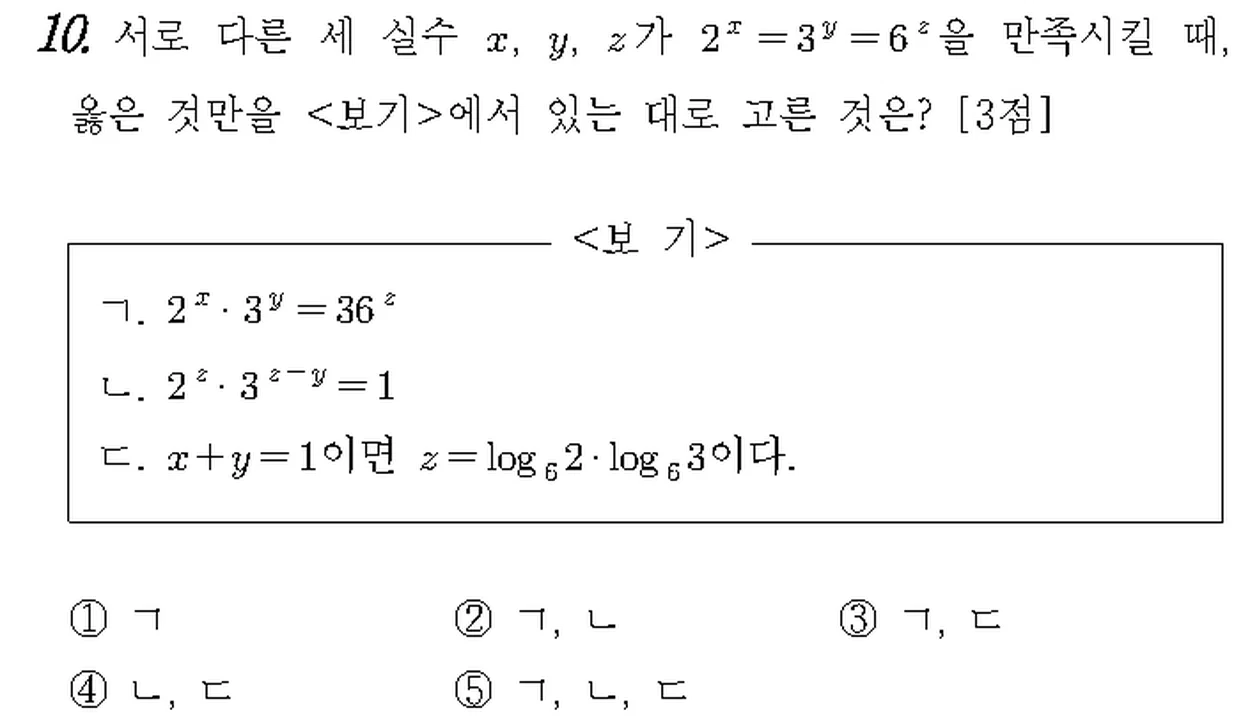 10. 서로 다른 세 실수 x, y, z가 2^x = 3^y = 6^z을 만족시킬 때,
옳은 것만을 <보기>에서 있는 대로 고른 것은? [3점]
<보 기>
ㄱ. 2^x · 3^y = 36^z
ㄴ. 2^z · 3^{z-y} = 1
ㄷ. x+y=1이면 z = log_6 2 · log_6 3이다.
① ㄱ ② ㄱ, ㄴ ③ ㄱ, ㄷ
④ ㄴ, ㄷ ⑤ ㄱ, ㄴ, ㄷ